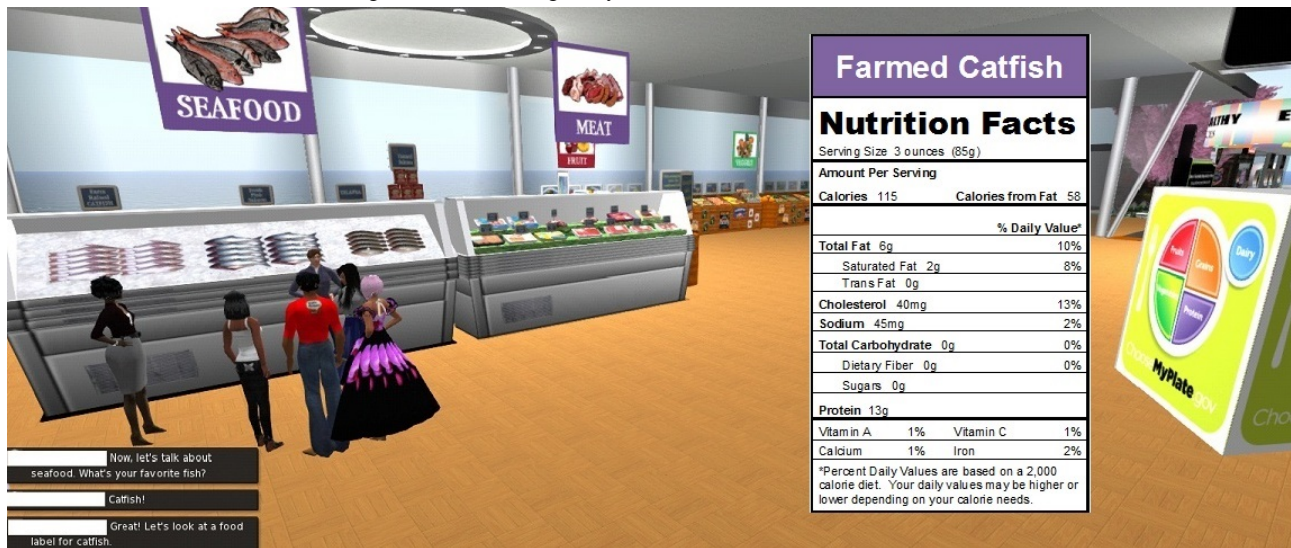 SEAFOOD
MEAT
FRUIT
Farmed Catfish
Nutrition Facts
Serving Size 3 ounces (85g)
Amount Per Serving
Calories 115 Calories from Fat 58
% Daily Value*
Total Fat 6g 10%
Saturated Fat 2g 8%
Trans Fat 0g
Cholesterol 40mg 13%
Sodium 45mg 2%
Total Carbohydrate 0g 0%
Dietary Fiber 0g 0%
Sugars 0g
Protein 13g
Vitamin A 1% Vitamin C 1%
Calcium 1% Iron 2%
*Percent Daily Values are based on a 2,000
calorie diet. Your daily values may be higher or
lower depending on your calorie needs.
Fruits
Grains
Dairy
Protein
Choose MyPlate.gov
Cho
Now, let's talk about
seafood. What's your favorite fish?
Catfish!
Great! Let's look at a food
label for catfish.